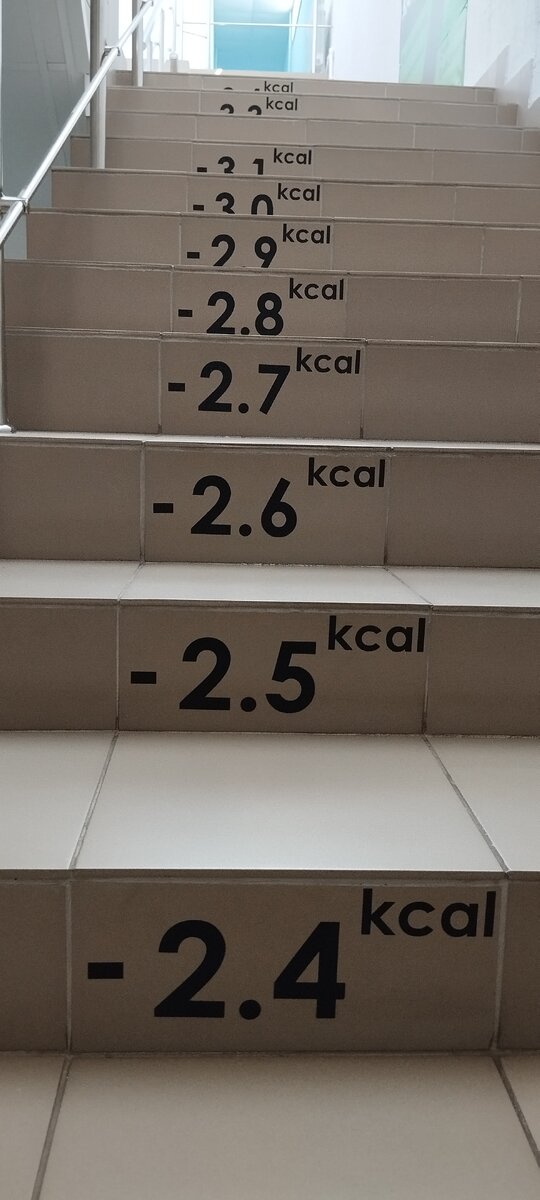 kcal
kcal
- 3.1 kcal
- 3.0 kcal
- 2.9 kcal
- 2.8 kcal
- 2.7 kcal
- 2.6 kcal
- 2.5 kcal
- 2.4 kcal